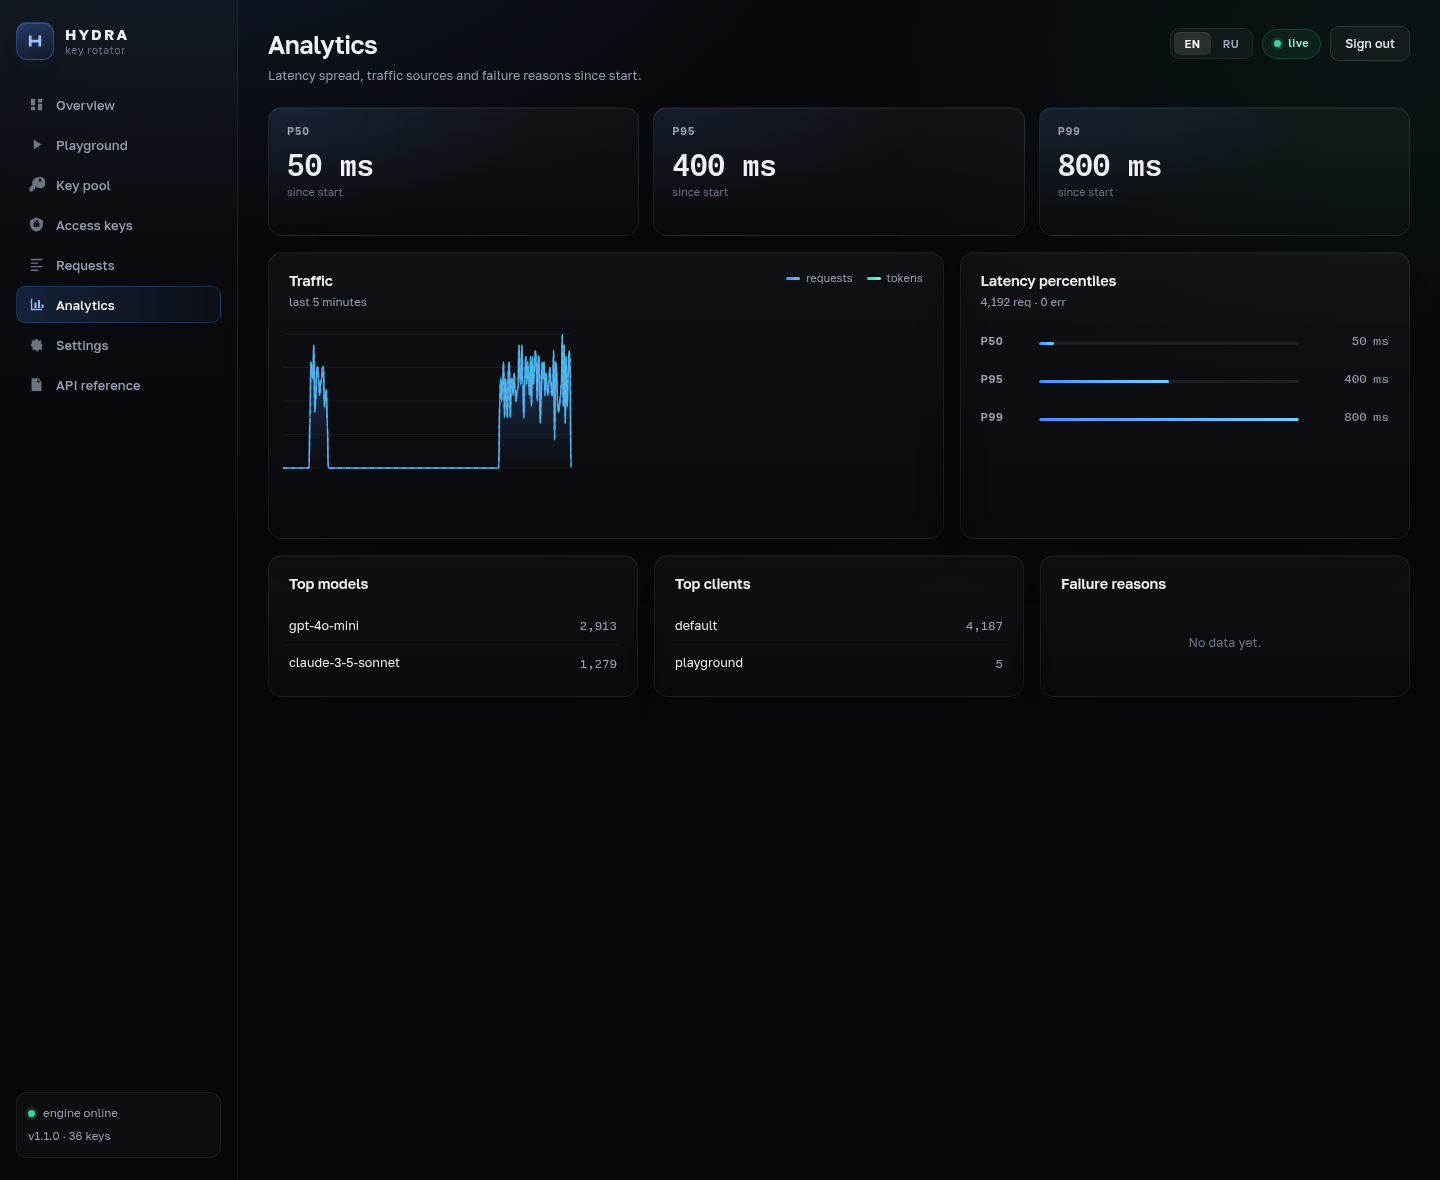 HYDRA
key rotator
Overview
Playground
Key pool
Access keys
Requests
Analytics
Settings
API reference
engine online
v1.1.0 · 36 keys
Analytics
Latency spread, traffic sources and failure reasons since start.
EN RU
live
Sign out
P50
50 ms
since start
P95
400 ms
since start
P99
800 ms
since start
Traffic
last 5 minutes
requests tokens
Latency percentiles
4,192 req · 0 err
P50 50 ms
P95 400 ms
P99 800 ms
Top models
gpt-4o-mini 2,913
claude-3-5-sonnet 1,279
Top clients
default 4,187
playground 5
Failure reasons
No data yet.